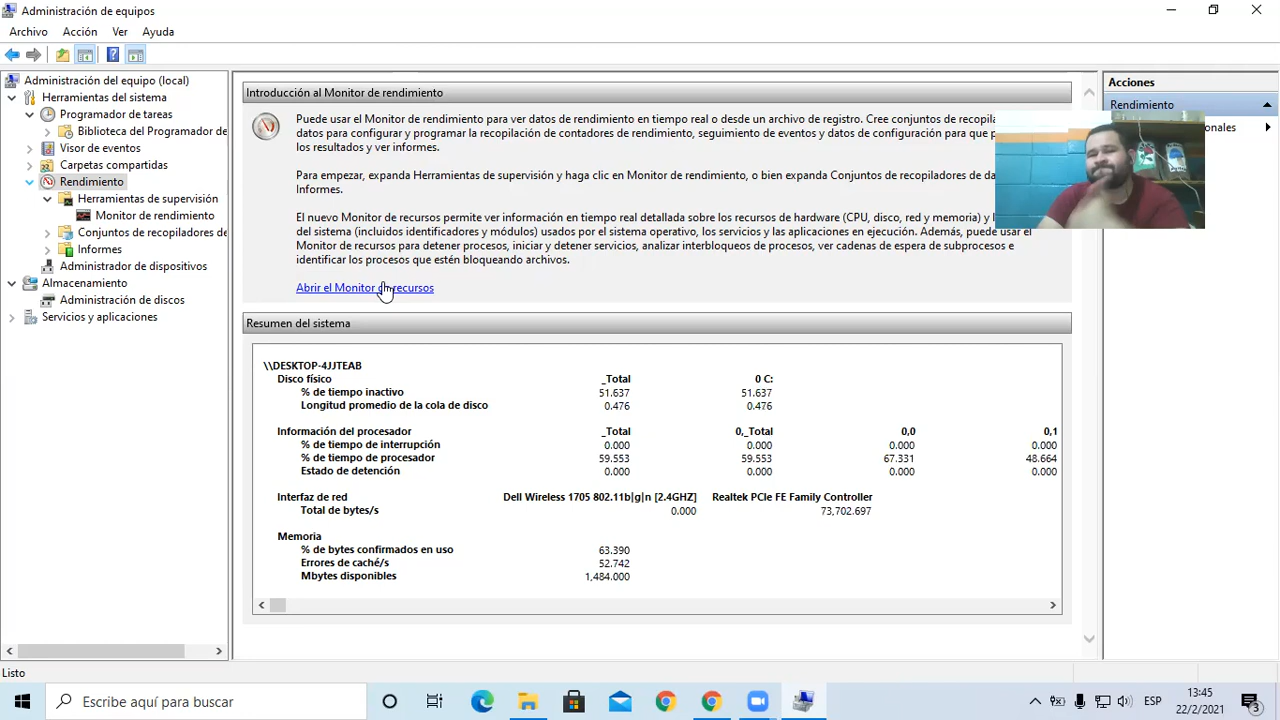 Administración de equipos
Archivo Acción Ver Ayuda
Administración del equipo (local)
Herramientas del sistema
Programador de tareas
Biblioteca del Programador de
Visor de eventos
Carpetas compartidas
Rendimiento
Herramientas de supervisión
Monitor de rendimiento
Conjuntos de recopiladores de
Informes
Administrador de dispositivos
Almacenamiento
Administración de discos
Servicios y aplicaciones
Introducción al Monitor de rendimiento
Puede usar el Monitor de rendimiento para ver datos de rendimiento en tiempo real o desde un archivo de registro. Cree conjuntos de
datos para configurar y programar la recopilación de contadores de rendimiento, seguimiento de eventos y datos de configuración para que
los resultados y ver informes.
Para empezar, expanda Herramientas de supervisión y haga clic en Monitor de rendimiento, o bien expanda Conjuntos de recopiladores de
Informes.
El nuevo Monitor de recursos permite ver información en tiempo real detallada sobre los recursos de hardware (CPU, disco, red y memoria) y
del sistema (incluidos identificadores y módulos) usados por el sistema operativo, los servicios y las aplicaciones en ejecución. Además, puede usar el
Monitor de recursos para detener procesos, iniciar y detener servicios, analizar interbloqueos de procesos, ver cadenas de espera de subprocesos e
identificar los procesos que estén bloqueando archivos.
Abrir el Monitor de recursos
Resumen del sistema
\\DESKTOP-4JJTEAB
Disco físico _Total 0 C:
% de tiempo inactivo 51.637 51.637
Longitud promedio de la cola de disco 0.476 0.476
Información del procesador _Total 0,_Total 0,0 0,1
% de tiempo de interrupción 0.000 0.000 0.000 0.000
% de tiempo de procesador 59.553 59.553 67.331 48.664
Estado de detención 0.000 0.000 0.000 0.000
Interfaz de red Dell Wireless 1705 802.11b|g|n [2.4GHZ] Realtek PCIe FE Family Controller
Total de bytes/s 0.000 73,702.697
Memoria
% de bytes confirmados en uso 63.390
Errores de caché/s 52.742
Mbytes disponibles 1,484.000
Acciones
Rendimiento
Listo
Escribe aquí para buscar
ESP
13:45
22/2/2021
3